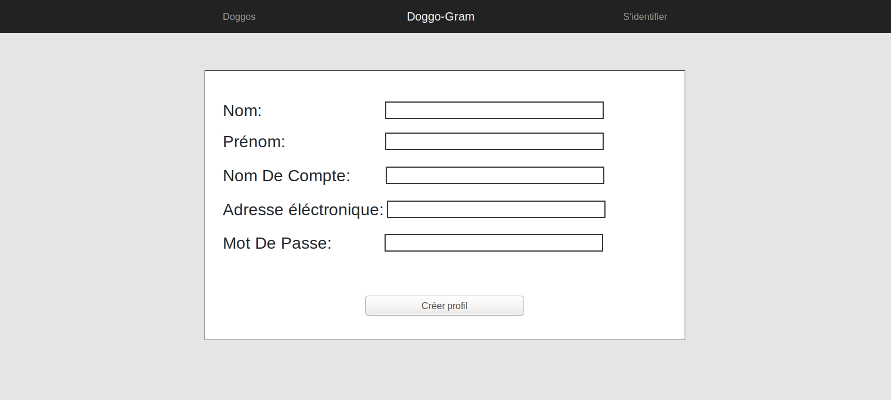 Doggos Doggo-Gram S'identifier
Nom:
Prénom:
Nom De Compte:
Adresse éléctronique:
Mot De Passe:
Créer profil